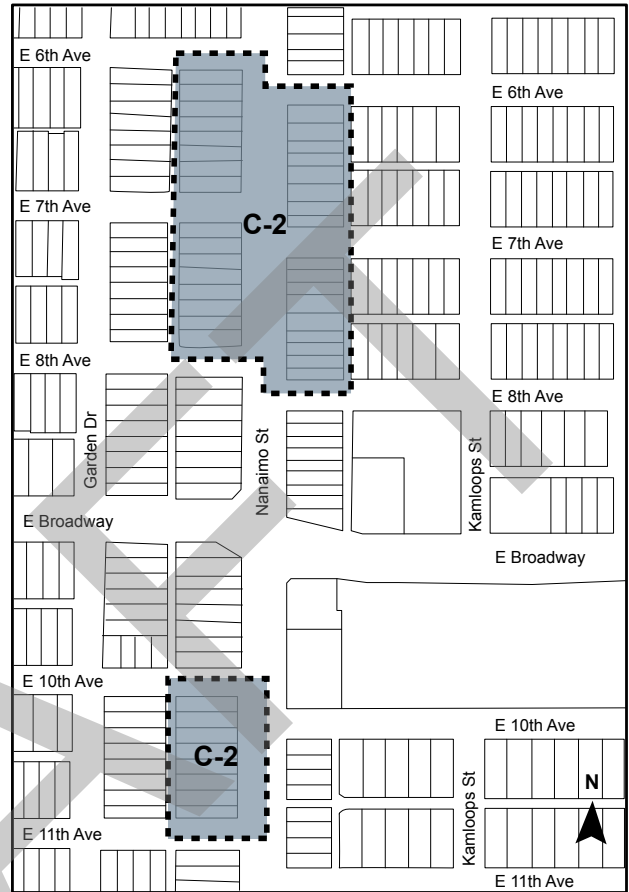 E 6th Ave
E 6th Ave
E 7th Ave
C-2
E 7th Ave
E 8th Ave
E 8th Ave
Garden Dr
Nanaimo St
Kamloops St
E Broadway
E Broadway
E 10th Ave
E 10th Ave
C-2
Kamloops St
N
E 11th Ave
E 11th Ave